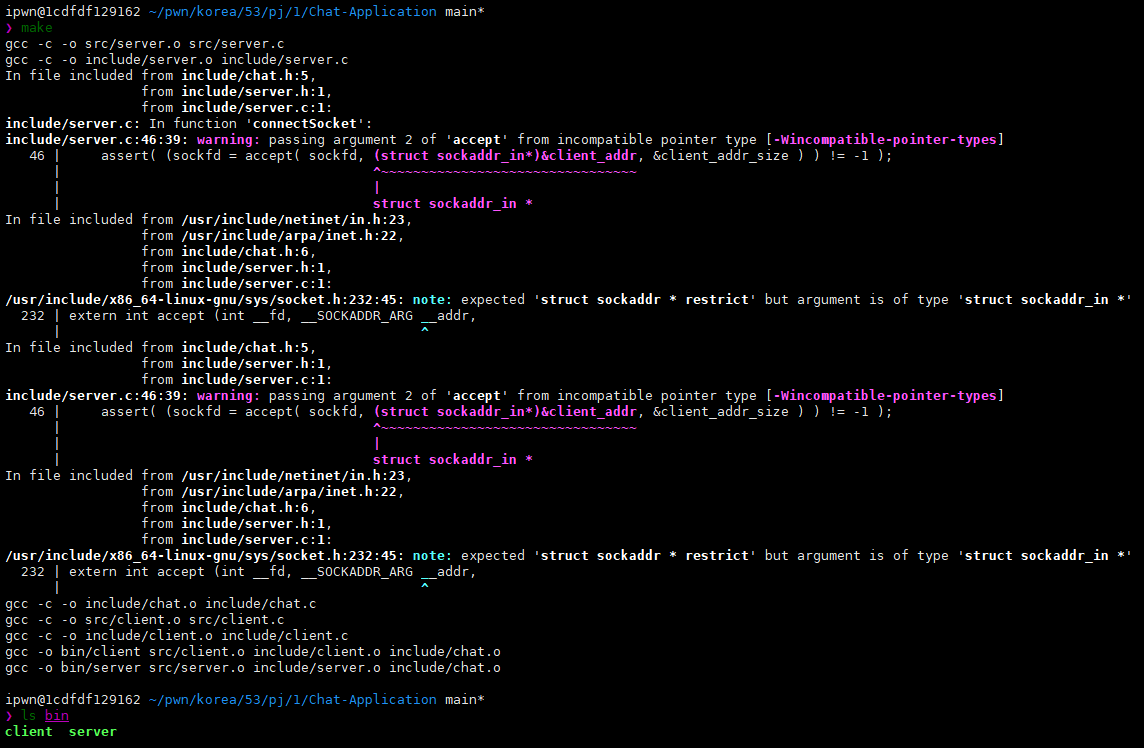 ipwn@1cdfdf129162 ~/pwn/korea/53/pj/1/Chat-Application main*
❯ make
gcc -c -o src/server.o src/server.c
gcc -c -o include/server.o include/server.c
In file included from include/chat.h:5,
                 from include/server.h:1,
                 from include/server.c:1:
include/server.c: In function 'connectSocket':
include/server.c:46:39: warning: passing argument 2 of 'accept' from incompatible pointer type [-Wincompatible-pointer-types]
   46 |     assert( (sockfd = accept( sockfd, (struct sockaddr_in*)&client_addr, &client_addr_size ) ) != -1 );
      |                                       ^~~~~~~~~~~~~~~~~~~~~~~~~~~~~~~~~
      |                                       |
      |                                       struct sockaddr_in *
In file included from /usr/include/netinet/in.h:23,
                 from /usr/include/arpa/inet.h:22,
                 from include/chat.h:6,
                 from include/server.h:1,
                 from include/server.c:1:
/usr/include/x86_64-linux-gnu/sys/socket.h:232:45: note: expected 'struct sockaddr * restrict' but argument is of type 'struct sockaddr_in *'
  232 | extern int accept (int __fd, __SOCKADDR_ARG __addr,
      |                                             ^
In file included from include/chat.h:5,
                 from include/server.h:1,
                 from include/server.c:1:
include/server.c:46:39: warning: passing argument 2 of 'accept' from incompatible pointer type [-Wincompatible-pointer-types]
   46 |     assert( (sockfd = accept( sockfd, (struct sockaddr_in*)&client_addr, &client_addr_size ) ) != -1 );
      |                                       ^~~~~~~~~~~~~~~~~~~~~~~~~~~~~~~~~
      |                                       |
      |                                       struct sockaddr_in *
In file included from /usr/include/netinet/in.h:23,
                 from /usr/include/arpa/inet.h:22,
                 from include/chat.h:6,
                 from include/server.h:1,
                 from include/server.c:1:
/usr/include/x86_64-linux-gnu/sys/socket.h:232:45: note: expected 'struct sockaddr * restrict' but argument is of type 'struct sockaddr_in *'
  232 | extern int accept (int __fd, __SOCKADDR_ARG __addr,
      |                                             ^
gcc -c -o include/chat.o include/chat.c
gcc -c -o src/client.o src/client.c
gcc -c -o include/client.o include/client.c
gcc -o bin/client src/client.o include/client.o include/chat.o
gcc -o bin/server src/server.o include/server.o include/chat.o
ipwn@1cdfdf129162 ~/pwn/korea/53/pj/1/Chat-Application main*
❯ ls bin
client  server